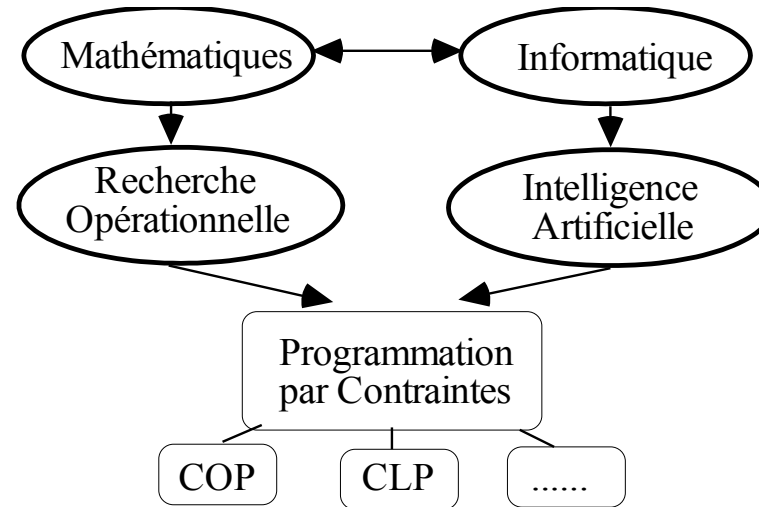 Mathématiques
Informatique
Recherche
Opérationnelle
Intelligence
Artificielle
Programmation
par Contraintes
COP
CLP
......